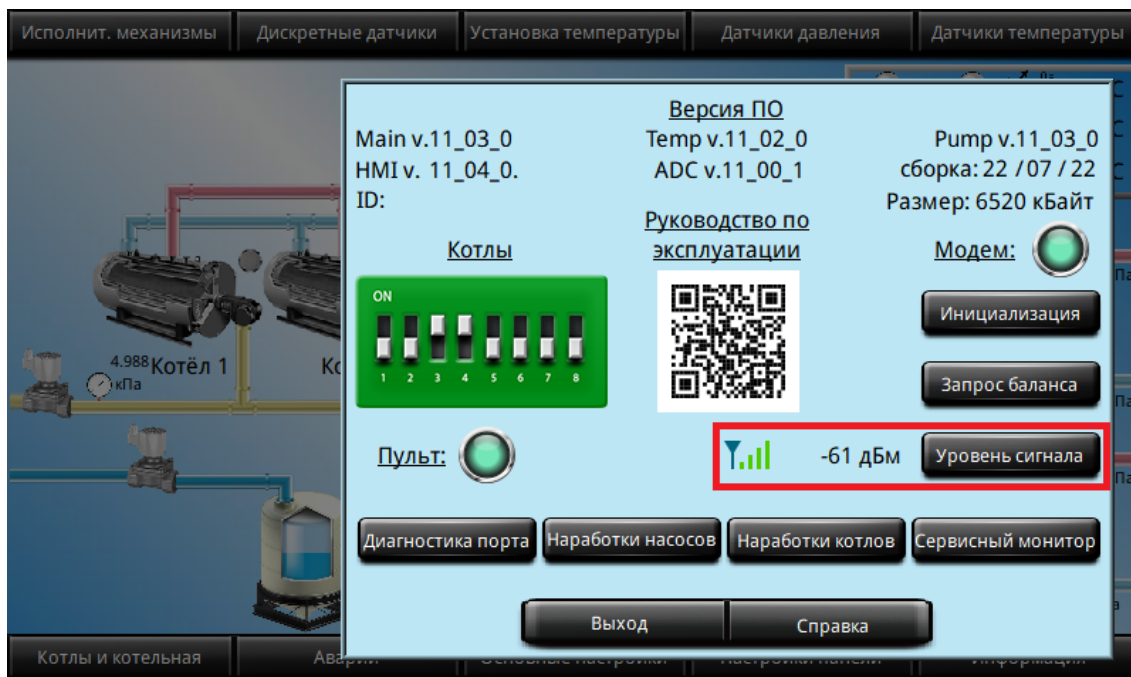 Исполнит. механизмы
Дискретные датчики
Установка температуры
Датчики давления
Датчики температуры
Версия ПО
Main v.11_03_0
Temp v.11_02_0
Pump v.11_03_0
HMI v. 11_04_0.
ADC v.11_00_1
сборка: 22 / 07 / 22
ID:
Размер: 6520 кБайт
Руководство по
эксплуатации
Котлы
Модем:
ON
1 2 3 4 5 6 7 8
Инициализация
4.988
кПа
Котёл 1
Запрос баланса
Пульт:
-61 дБм
Уровень сигнала
Диагностика порта
Наработки насосов
Наработки котлов
Сервисный монитор
Выход
Справка
Котлы и котельная